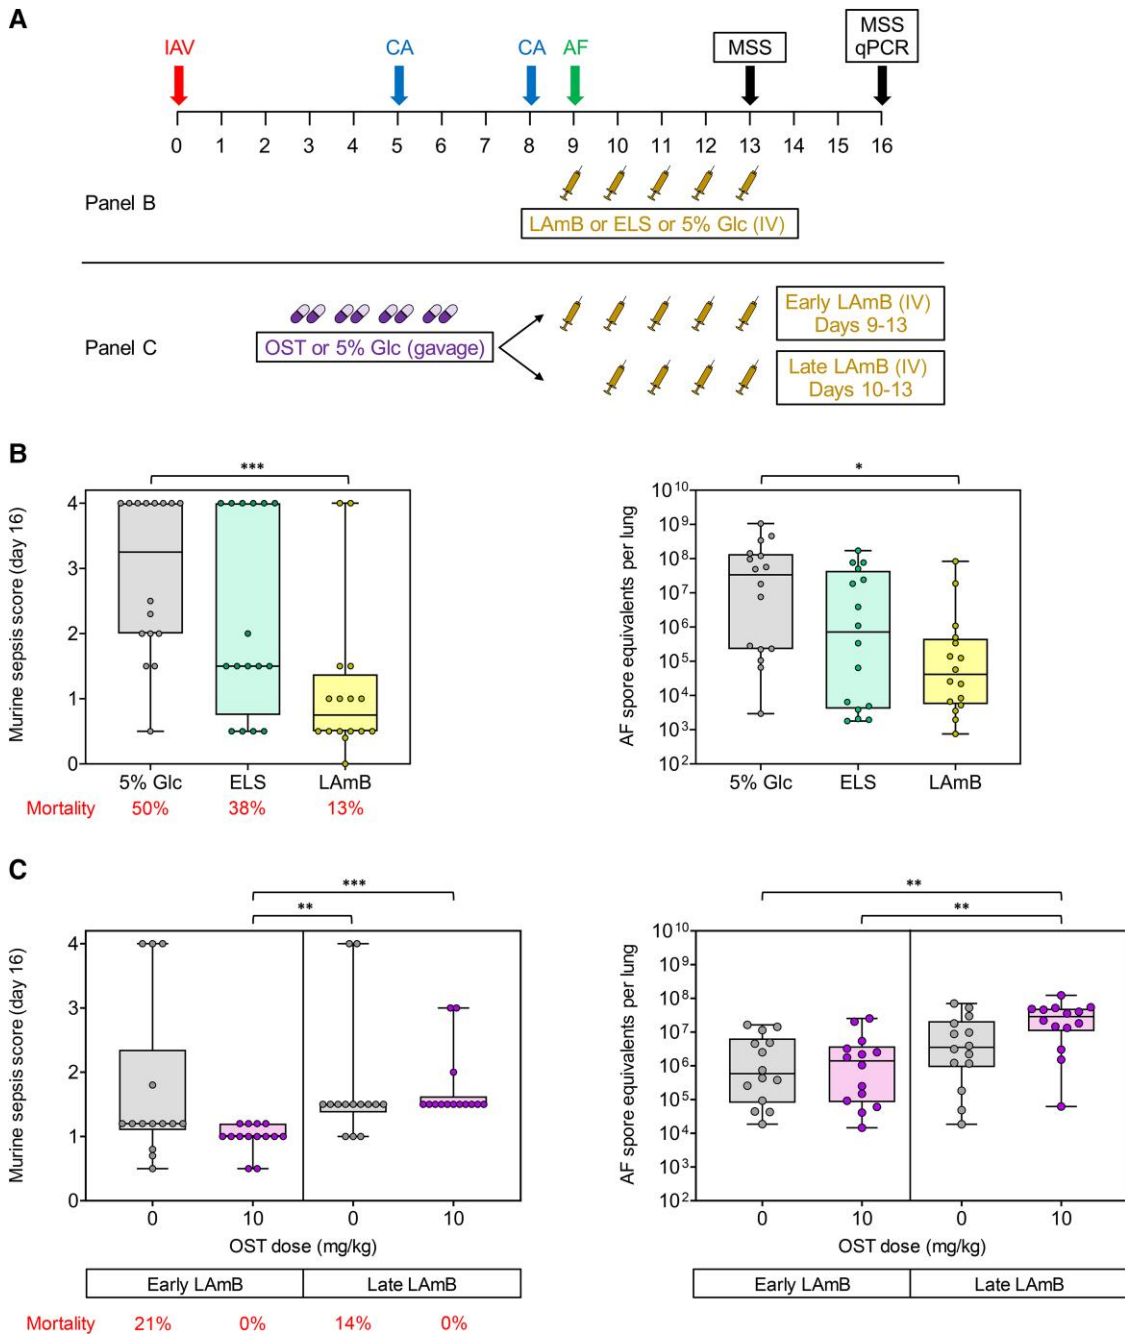 A
IAV
CA
CA
AF
MSS
MSS
qPCR
0 1 2 3 4 5 6 7 8 9 10 11 12 13 14 15 16
Panel B
LAmB or ELS or 5% Glc (IV)
Panel C
OST or 5% Glc (gavage)
Early LAmB (IV)
Days 9-13
Late LAmB (IV)
Days 10-13
B
Murine sepsis score (day 16)
4
3
2
1
0
***
5% Glc ELS LAmB
Mortality 50% 38% 13%
AF spore equivalents per lung
10¹⁰
10⁹
10⁸
10⁷
10⁶
10⁵
10⁴
10³
10²
*
5% Glc ELS LAmB
C
Murine sepsis score (day 16)
4
3
2
1
0
***
**
0 10 0 10
OST dose (mg/kg)
Early LAmB Late LAmB
Mortality 21% 0% 14% 0%
AF spore equivalents per lung
10¹⁰
10⁹
10⁸
10⁷
10⁶
10⁵
10⁴
10³
10²
**
**
0 10 0 10
OST dose (mg/kg)
Early LAmB Late LAmB